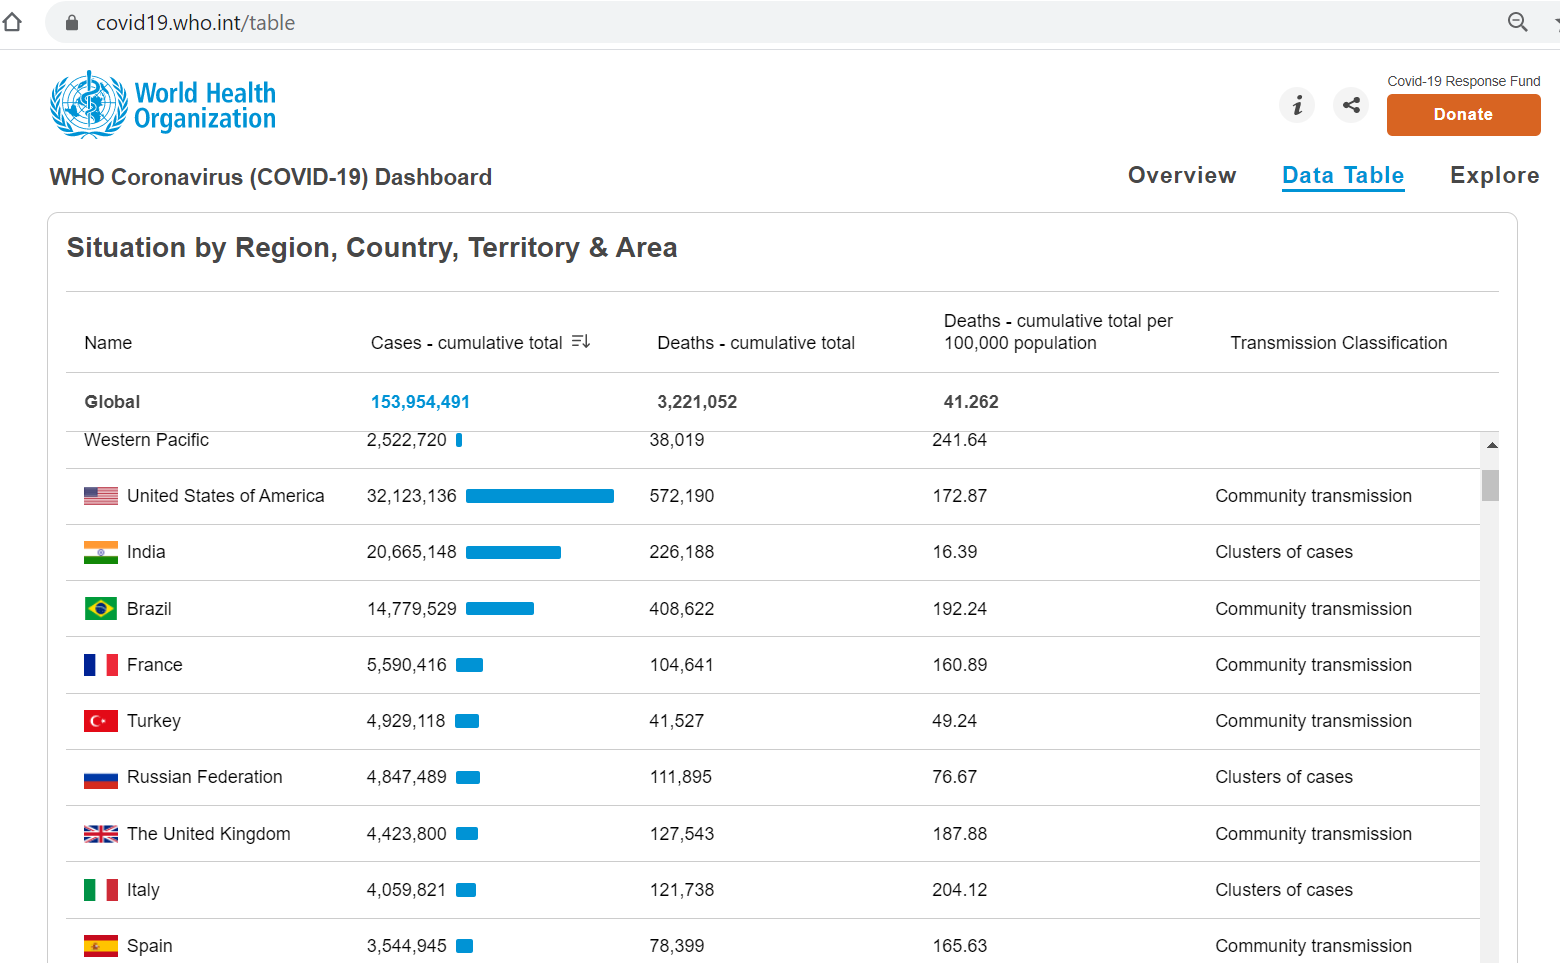 covid19.who.int/table
World Health
Organization
Covid-19 Response Fund
Donate
WHO Coronavirus (COVID-19) Dashboard
Overview Data Table Explore
Situation by Region, Country, Territory & Area
Name Cases - cumulative total Deaths - cumulative total Deaths - cumulative total per
100,000 population Transmission Classification
Global 153,954,491 3,221,052 41.262
Western Pacific 2,522,720 38,019 241.64
United States of America 32,123,136 572,190 172.87 Community transmission
India 20,665,148 226,188 16.39 Clusters of cases
Brazil 14,779,529 408,622 192.24 Community transmission
France 5,590,416 104,641 160.89 Community transmission
Turkey 4,929,118 41,527 49.24 Community transmission
Russian Federation 4,847,489 111,895 76.67 Clusters of cases
The United Kingdom 4,423,800 127,543 187.88 Community transmission
Italy 4,059,821 121,738 204.12 Clusters of cases
Spain 3,544,945 78,399 165.63 Community transmission